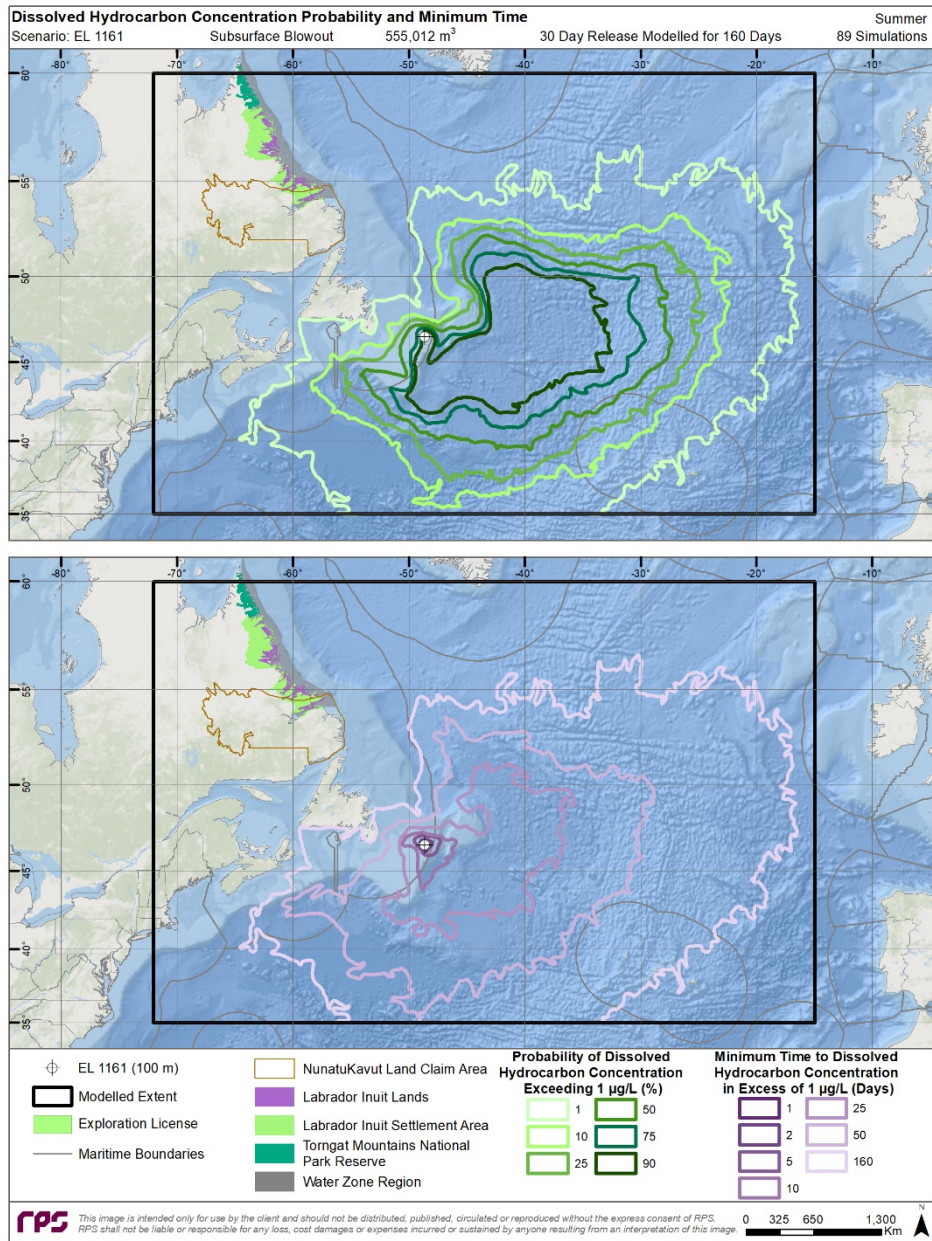 Dissolved Hydrocarbon Concentration Probability and Minimum Time Summer
Scenario: EL 1161 Subsurface Blowout 555,012 m³ 30 Day Release Modelled for 160 Days 89 Simulations
-80° -70° -60° -50° -40° -30° -20° -10°
60°
55°
50°
45°
40°
35°
-80° -70° -60° -50° -40° -30° -20° -10°
60°
55°
50°
45°
40°
35°
EL 1161 (100 m)
Modelled Extent
Exploration License
Maritime Boundaries
NunatuKavut Land Claim Area
Labrador Inuit Lands
Labrador Inuit Settlement Area
Torngat Mountains National
Park Reserve
Water Zone Region
Probability of Dissolved
Hydrocarbon Concentration
Exceeding 1 µg/L (%)
1 50
10 75
25 90
Minimum Time to Dissolved
Hydrocarbon Concentration
in Excess of 1 µg/L (Days)
1 25
2 50
5 160
10
rps
This image is intended only for use by the client and should not be distributed, published, circulated or reproduced without the express consent of RPS.
RPS shall not be liable or responsible for any loss, cost damages or expenses incurred or sustained by anyone resulting from an interpretation of this image.
0 325 650 1,300
Km
N